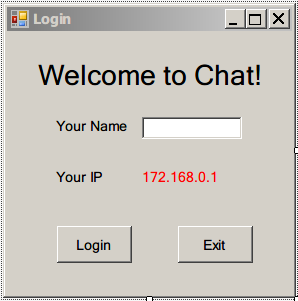 Login
Welcome to Chat!
Your Name
Your IP 172.168.0.1
Login Exit